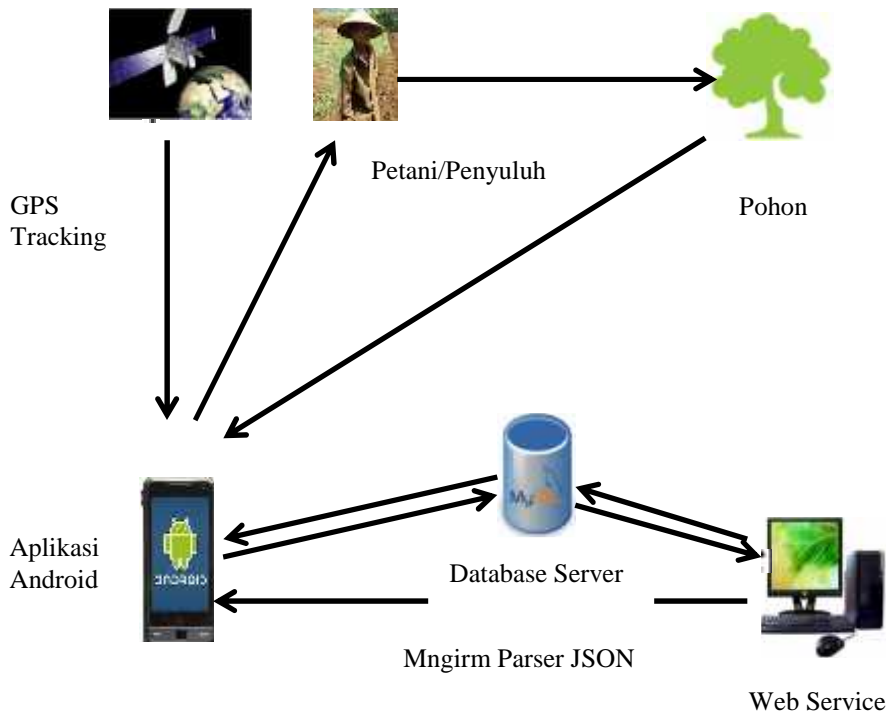 Petani/Penyuluh
GPS
Tracking
Pohon
Aplikasi
Android
Database Server
Mngirm Parser JSON
Web Service